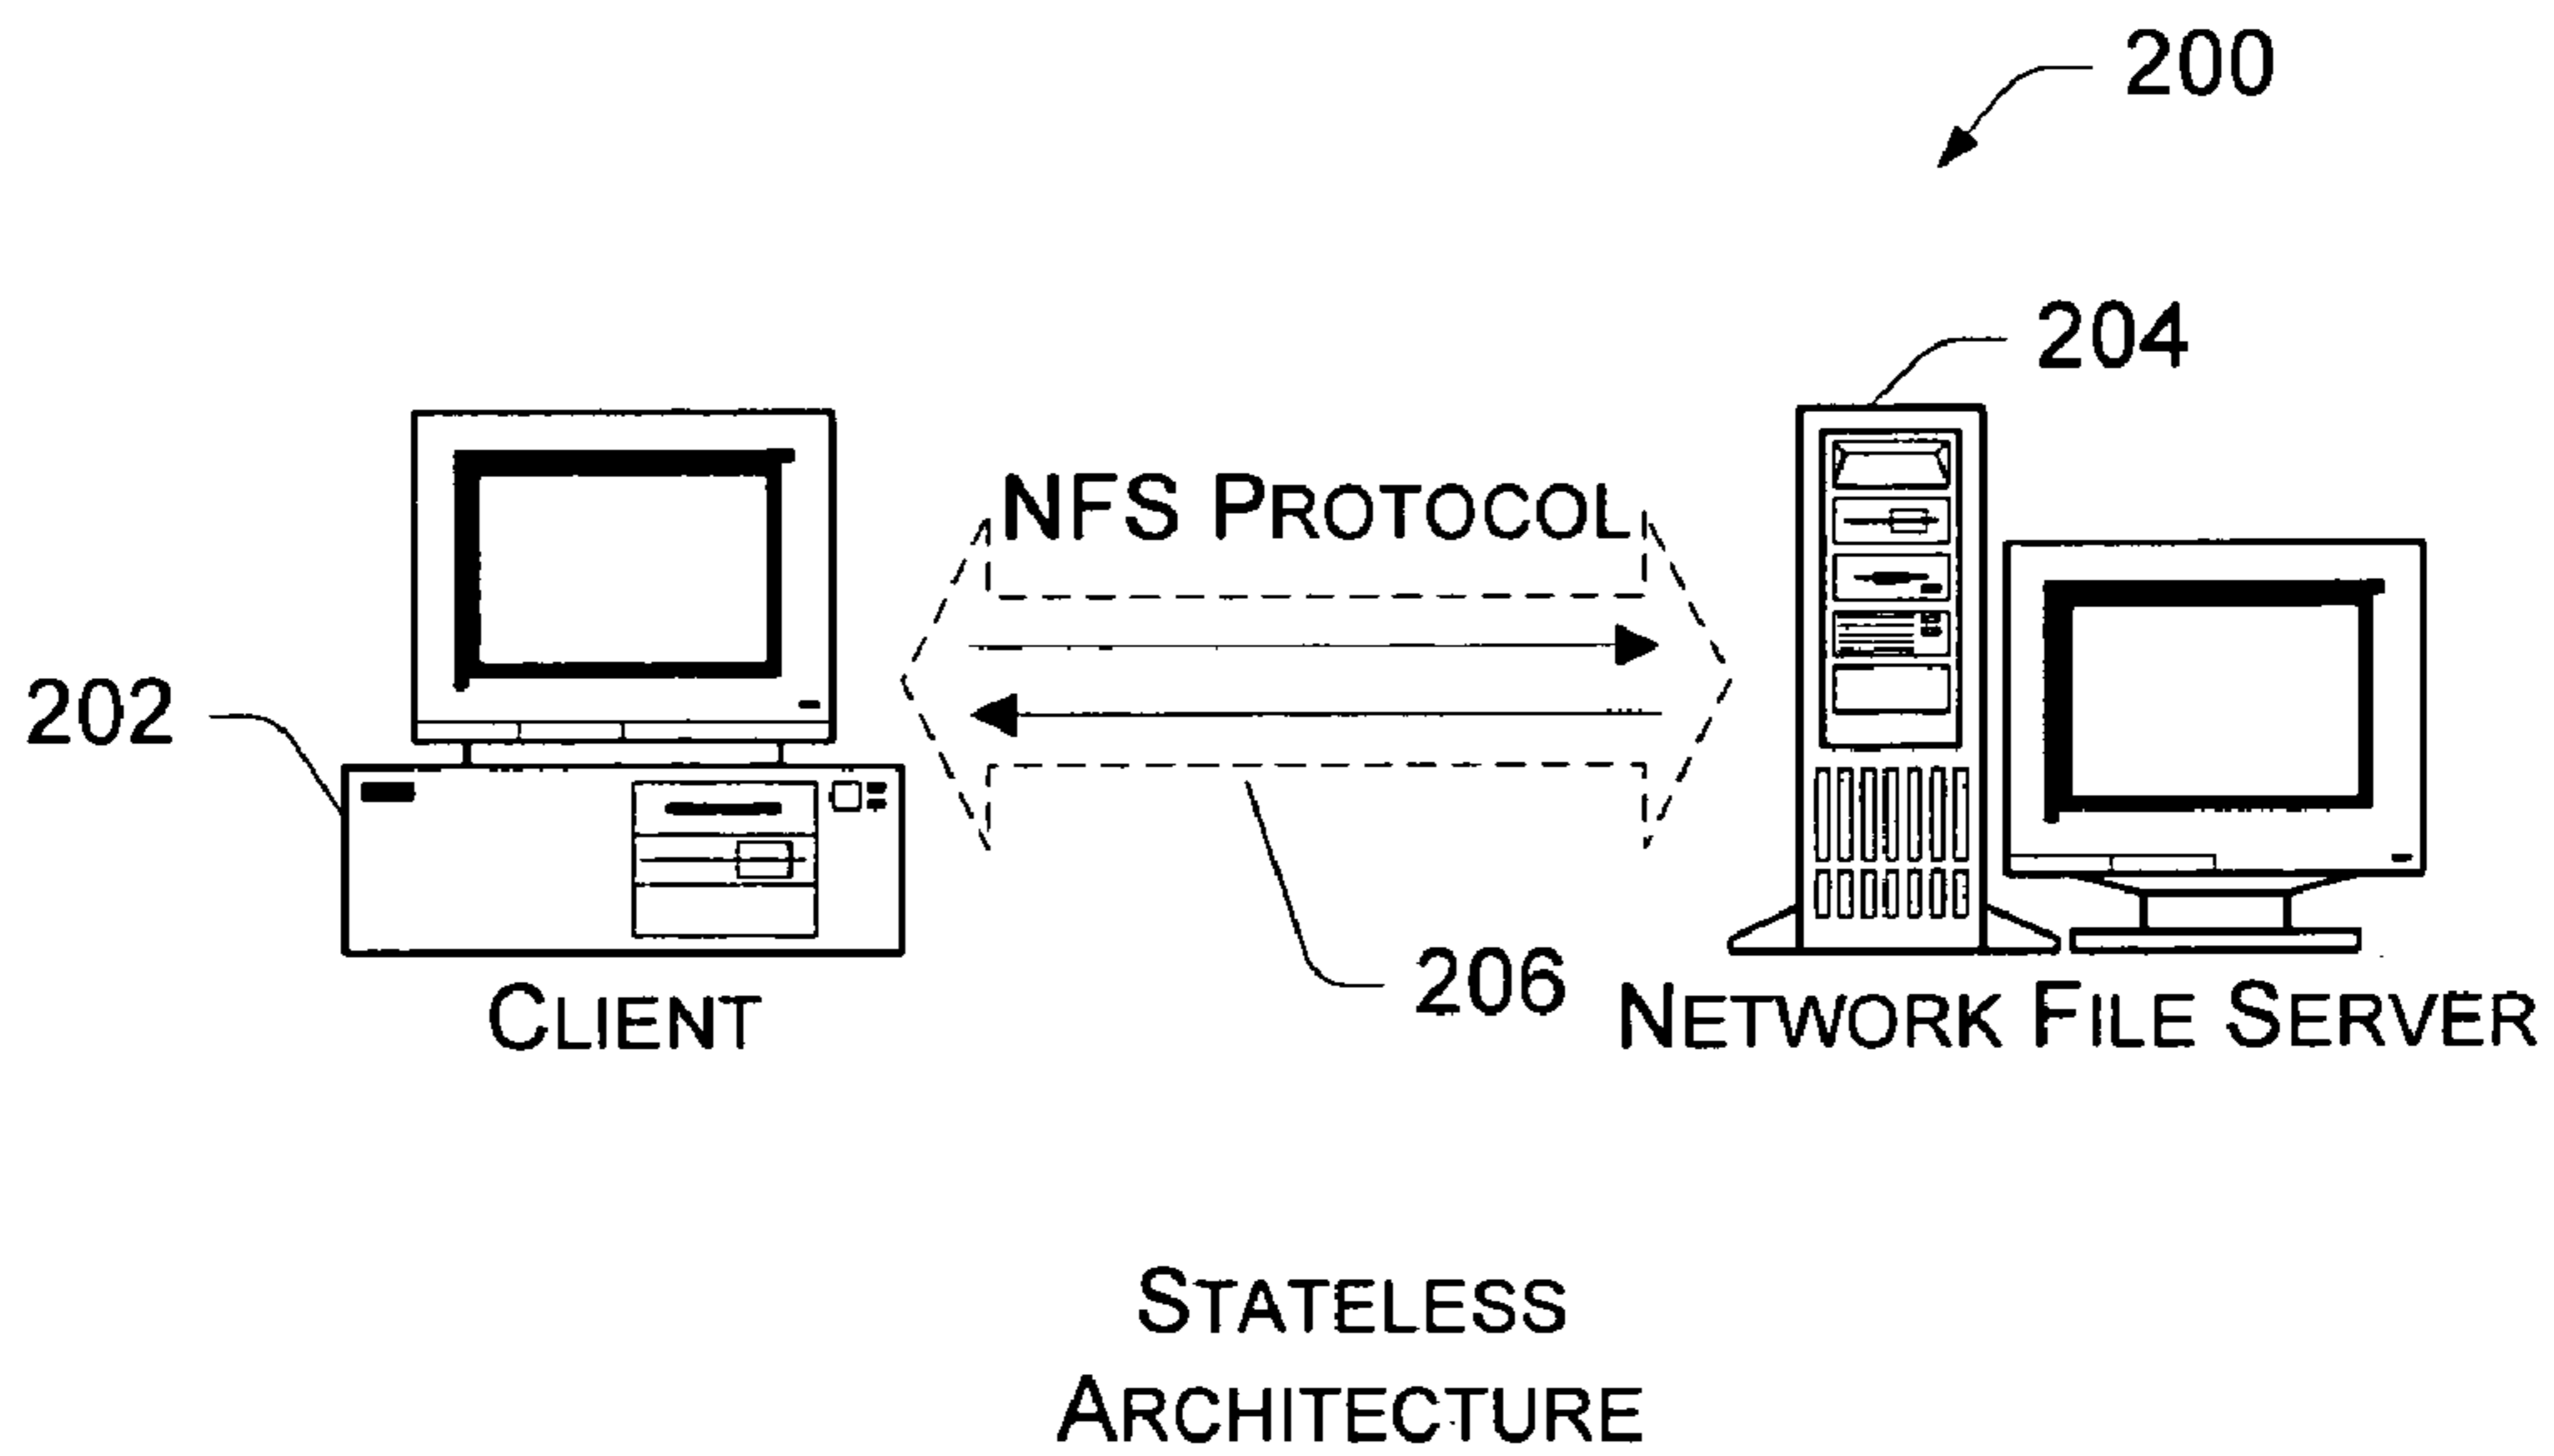 200
204
NFS PROTOCOL
202
206
CLIENT
NETWORK FILE SERVER
STATELESS
ARCHITECTURE